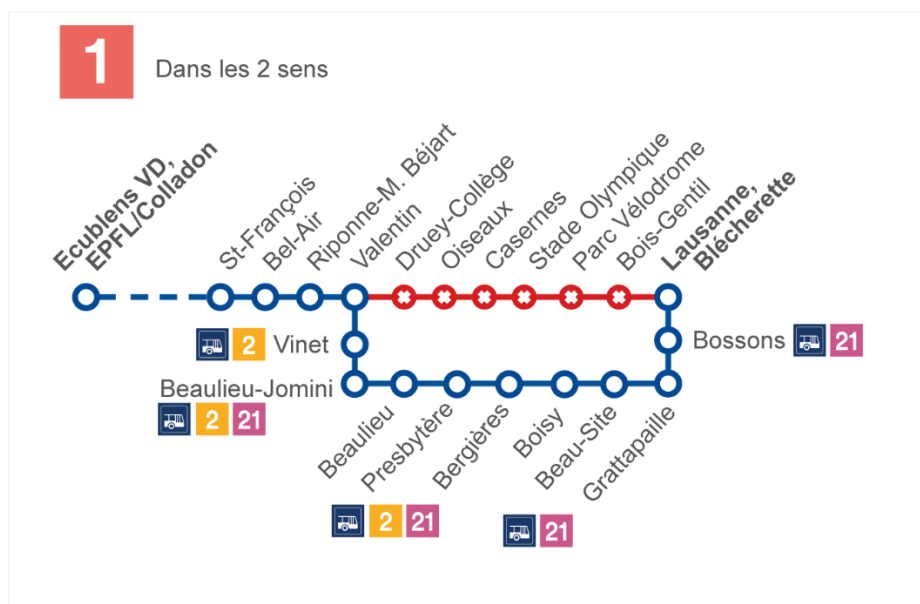 1
Dans les 2 sens
Ecublens VD,
EPFL/Colladon
St-François
Bel-Air
Riponne-M. Béjart
Valentin
Druey-Collège
Oiseaux
Casernes
Stade Olympique
Parc Vélodrome
Bois-Gentil
Lausanne,
Blécherette
2 Vinet
Bossons 21
Beaulieu-Jomini
2 21
Beaulieu
Presbytère
Bergières
Boisy
Beau-Site
Grattapaille
2 21
21